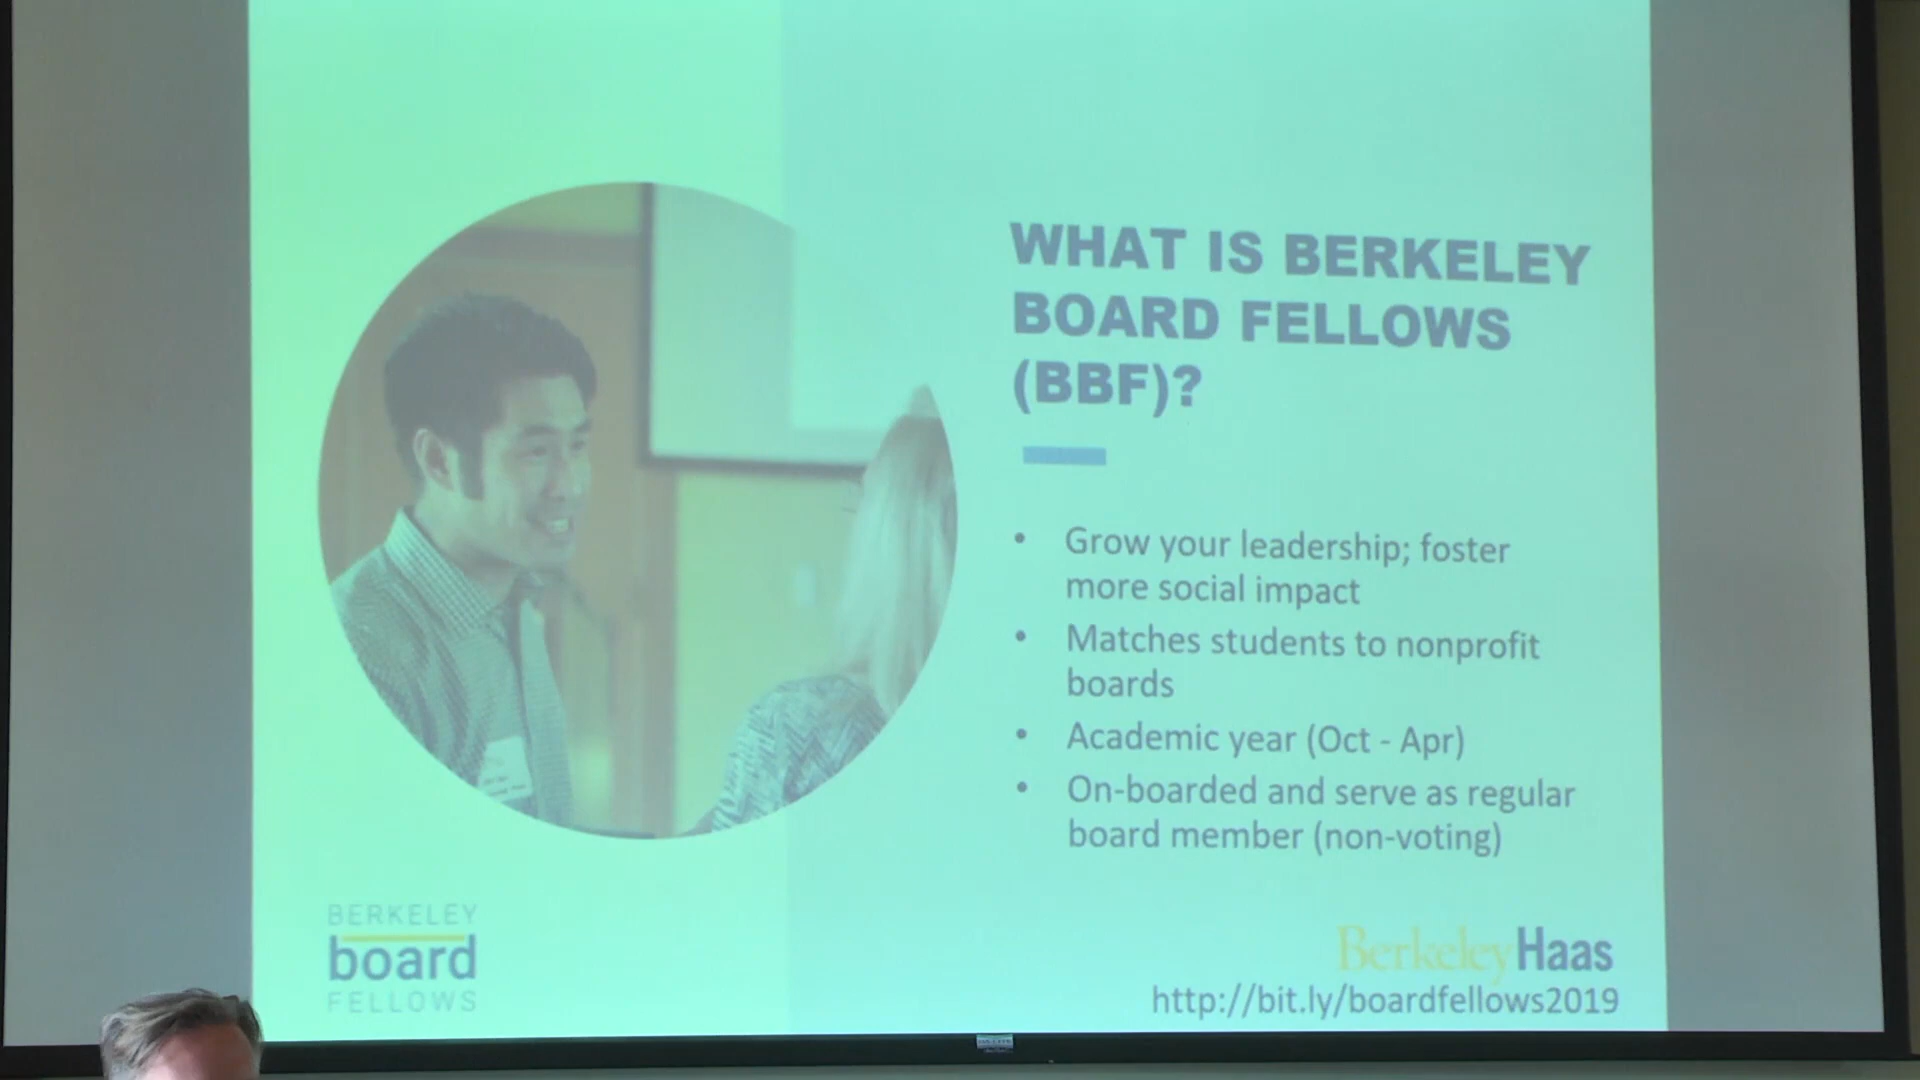 WHAT IS BERKELEY
BOARD FELLOWS
(BBF)?
• Grow your leadership; foster
more social impact
• Matches students to nonprofit
boards
• Academic year (Oct - Apr)
• On-boarded and serve as regular
board member (non-voting)
BERKELEY
board
FELLOWS
BerkeleyHaas
http://bit.ly/boardfellows2019